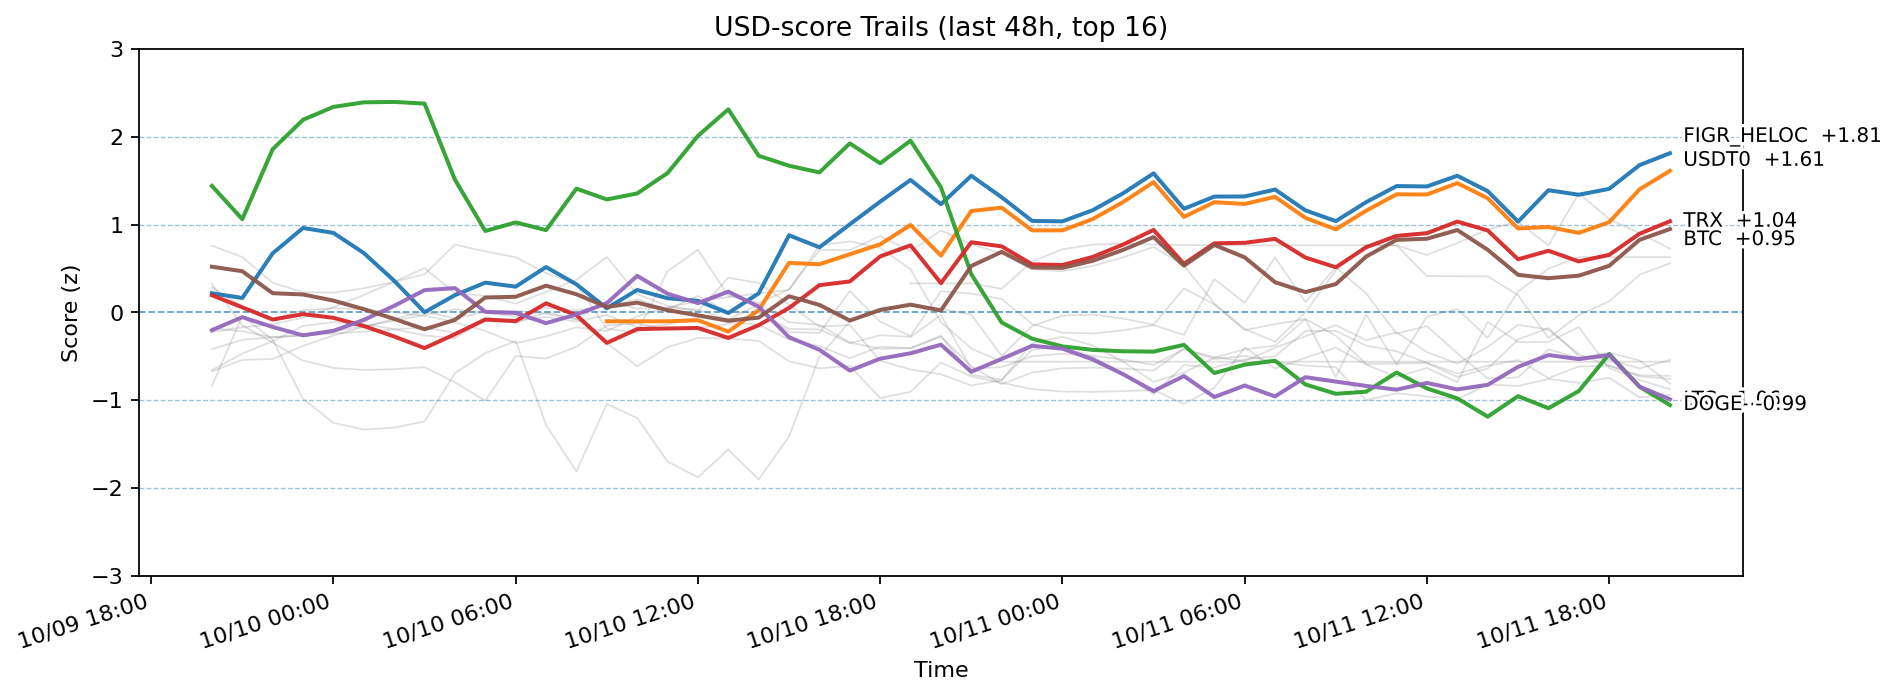 USD-score Trails (last 48h, top 16)
3
2
1
0
−1
−2
−3
Score (z)
FIGR_HELOC +1.81
USDT0 +1.61
TRX +1.04
BTC +0.95
DOGE -0.99
10/09 18:00
10/10 00:00
10/10 06:00
10/10 12:00
10/10 18:00
10/11 00:00
10/11 06:00
10/11 12:00
10/11 18:00
Time